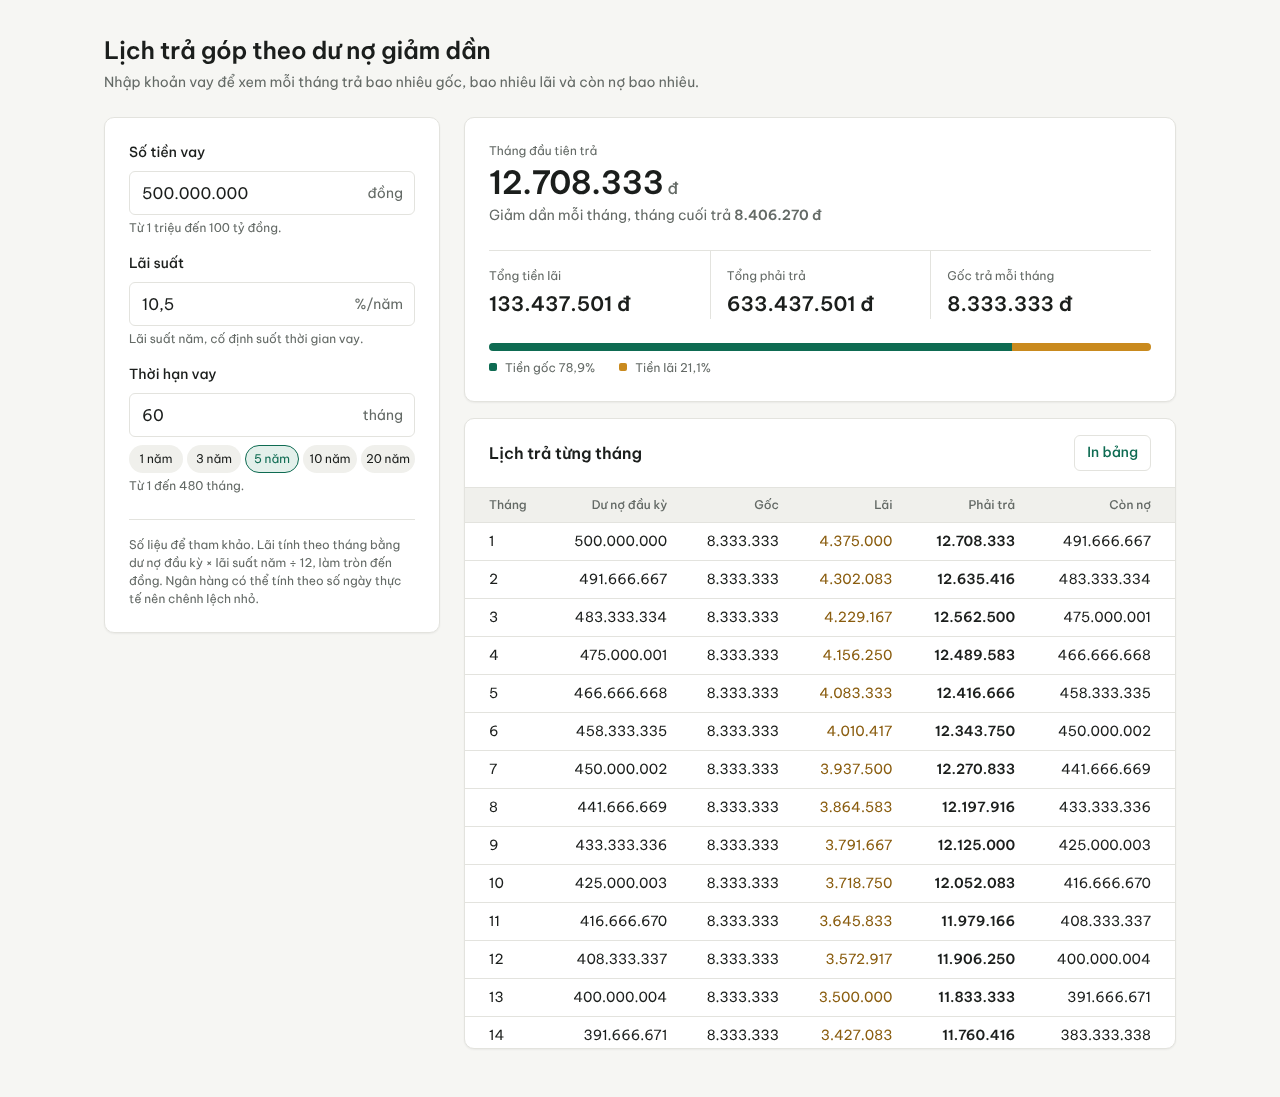 Lịch trả góp theo dư nợ giảm dần
Nhập khoản vay để xem mỗi tháng trả bao nhiêu gốc, bao nhiêu lãi và còn nợ bao nhiêu.
Số tiền vay
500.000.000 đồng
Từ 1 triệu đến 100 tỷ đồng.
Lãi suất
10,5 %/năm
Lãi suất năm, cố định suốt thời gian vay.
Thời hạn vay
60 tháng
1 năm 3 năm 5 năm 10 năm 20 năm
Từ 1 đến 480 tháng.
Số liệu để tham khảo. Lãi tính theo tháng bằng
dư nợ đầu kỳ × lãi suất năm ÷ 12, làm tròn đến
đồng. Ngân hàng có thể tính theo số ngày thực
tế nên chênh lệch nhỏ.
Tháng đầu tiên trả
12.708.333 đ
Giảm dần mỗi tháng, tháng cuối trả 8.406.270 đ
Tổng tiền lãi Tổng phải trả Gốc trả mỗi tháng
133.437.501 đ 633.437.501 đ 8.333.333 đ
Tiền gốc 78,9% Tiền lãi 21,1%
Lịch trả từng tháng In bảng
Tháng Dư nợ đầu kỳ Gốc Lãi Phải trả Còn nợ
1 500.000.000 8.333.333 4.375.000 12.708.333 491.666.667
2 491.666.667 8.333.333 4.302.083 12.635.416 483.333.334
3 483.333.334 8.333.333 4.229.167 12.562.500 475.000.001
4 475.000.001 8.333.333 4.156.250 12.489.583 466.666.668
5 466.666.668 8.333.333 4.083.333 12.416.666 458.333.335
6 458.333.335 8.333.333 4.010.417 12.343.750 450.000.002
7 450.000.002 8.333.333 3.937.500 12.270.833 441.666.669
8 441.666.669 8.333.333 3.864.583 12.197.916 433.333.336
9 433.333.336 8.333.333 3.791.667 12.125.000 425.000.003
10 425.000.003 8.333.333 3.718.750 12.052.083 416.666.670
11 416.666.670 8.333.333 3.645.833 11.979.166 408.333.337
12 408.333.337 8.333.333 3.572.917 11.906.250 400.000.004
13 400.000.004 8.333.333 3.500.000 11.833.333 391.666.671
14 391.666.671 8.333.333 3.427.083 11.760.416 383.333.338